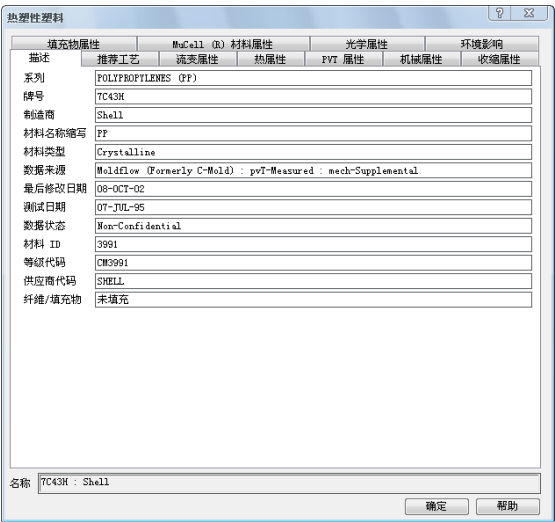 热塑性塑料
填充物属性 MuCell (R) 材料属性 光学属性 环境影响
描述 推荐工艺 流变属性 热属性 PVT 属性 机械属性 收缩属性
系列 POLYPROPYLENES (PP)
牌号 7C43H
制造商 Shell
材料名称缩写 PP
材料类型 Crystalline
数据来源 Moldflow (Formerly C-Mold) : pvT-Measured : mech-Supplemental
最后修改日期 08-OCT-02
测试日期 07-JUL-95
数据状态 Non-Confidential
材料 ID 3991
等级代码 CM3991
供应商代码 SHELL
纤维/填充物 未填充
名称 7C43H : Shell
确定 帮助